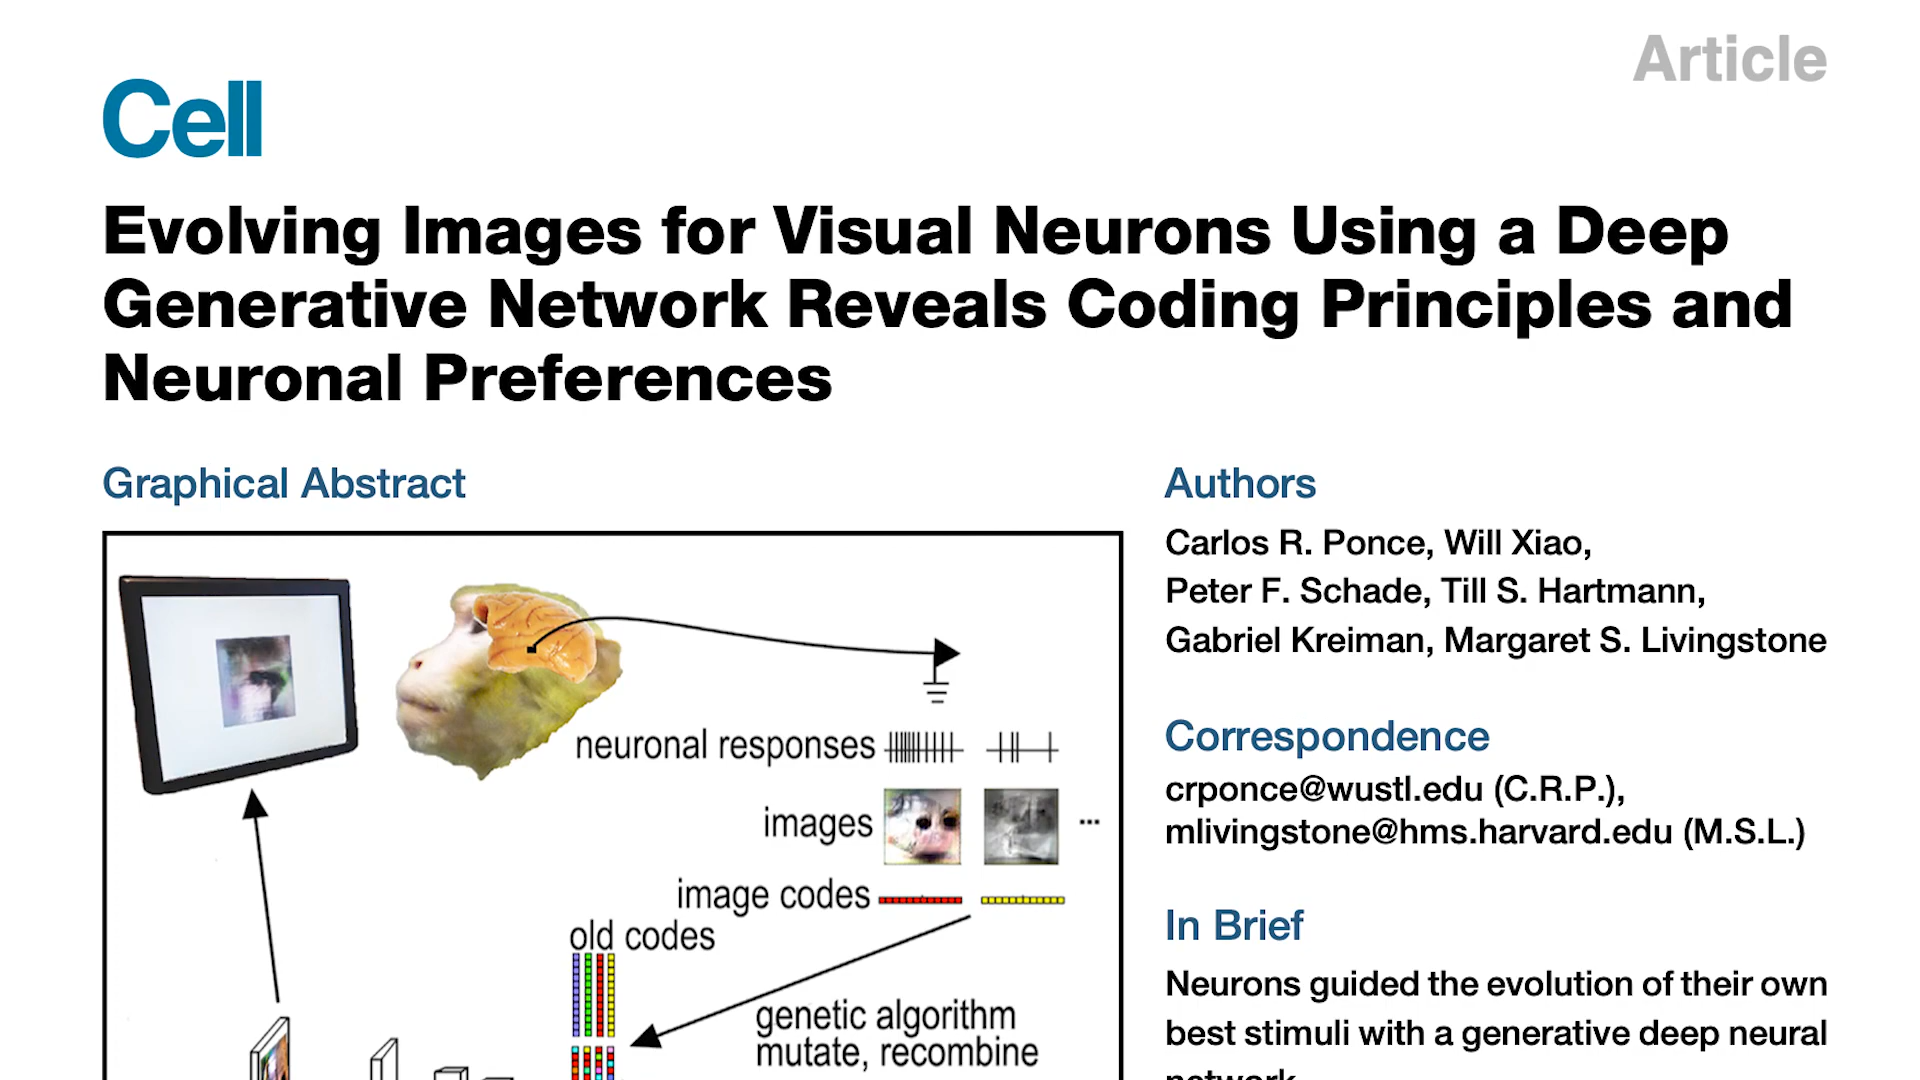 Article
Cell
Evolving Images for Visual Neurons Using a Deep
Generative Network Reveals Coding Principles and
Neuronal Preferences
Graphical Abstract
neuronal responses
images
...
image codes
old codes
genetic algorithm
mutate, recombine
Authors
Carlos R. Ponce, Will Xiao,
Peter F. Schade, Till S. Hartmann,
Gabriel Kreiman, Margaret S. Livingstone
Correspondence
crponce@wustl.edu (C.R.P.),
mlivingstone@hms.harvard.edu (M.S.L.)
In Brief
Neurons guided the evolution of their own
best stimuli with a generative deep neural
network